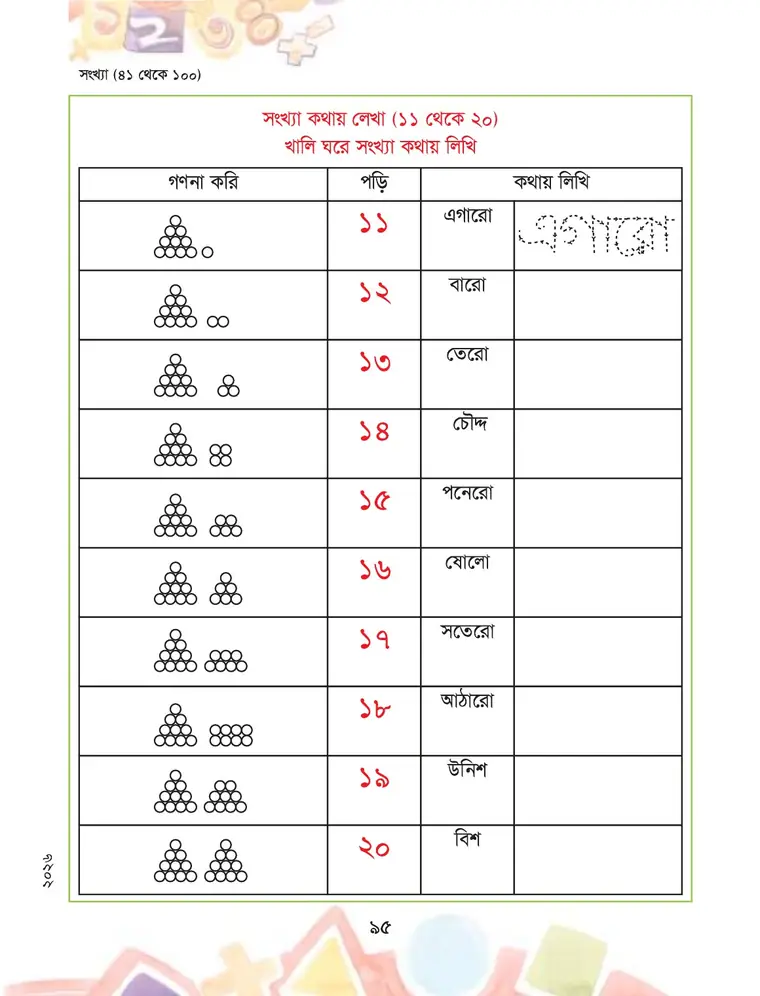 সংখ্যা (৪১ থেকে ১০০)
সংখ্যা কথায় লেখা (১১ থেকে ২০)
খালি ঘরে সংখ্যা কথায় লিখি
গণনা করি পড়ি কথায় লিখি
১১ এগারো এগারো
১২ বারো
১৩ তেরো
১৪ চৌদ্দ
১৫ পনেরো
১৬ ষোলো
১৭ সতেরো
১৮ আঠারো
১৯ উনিশ
২০ বিশ
২০২৬
৯৫